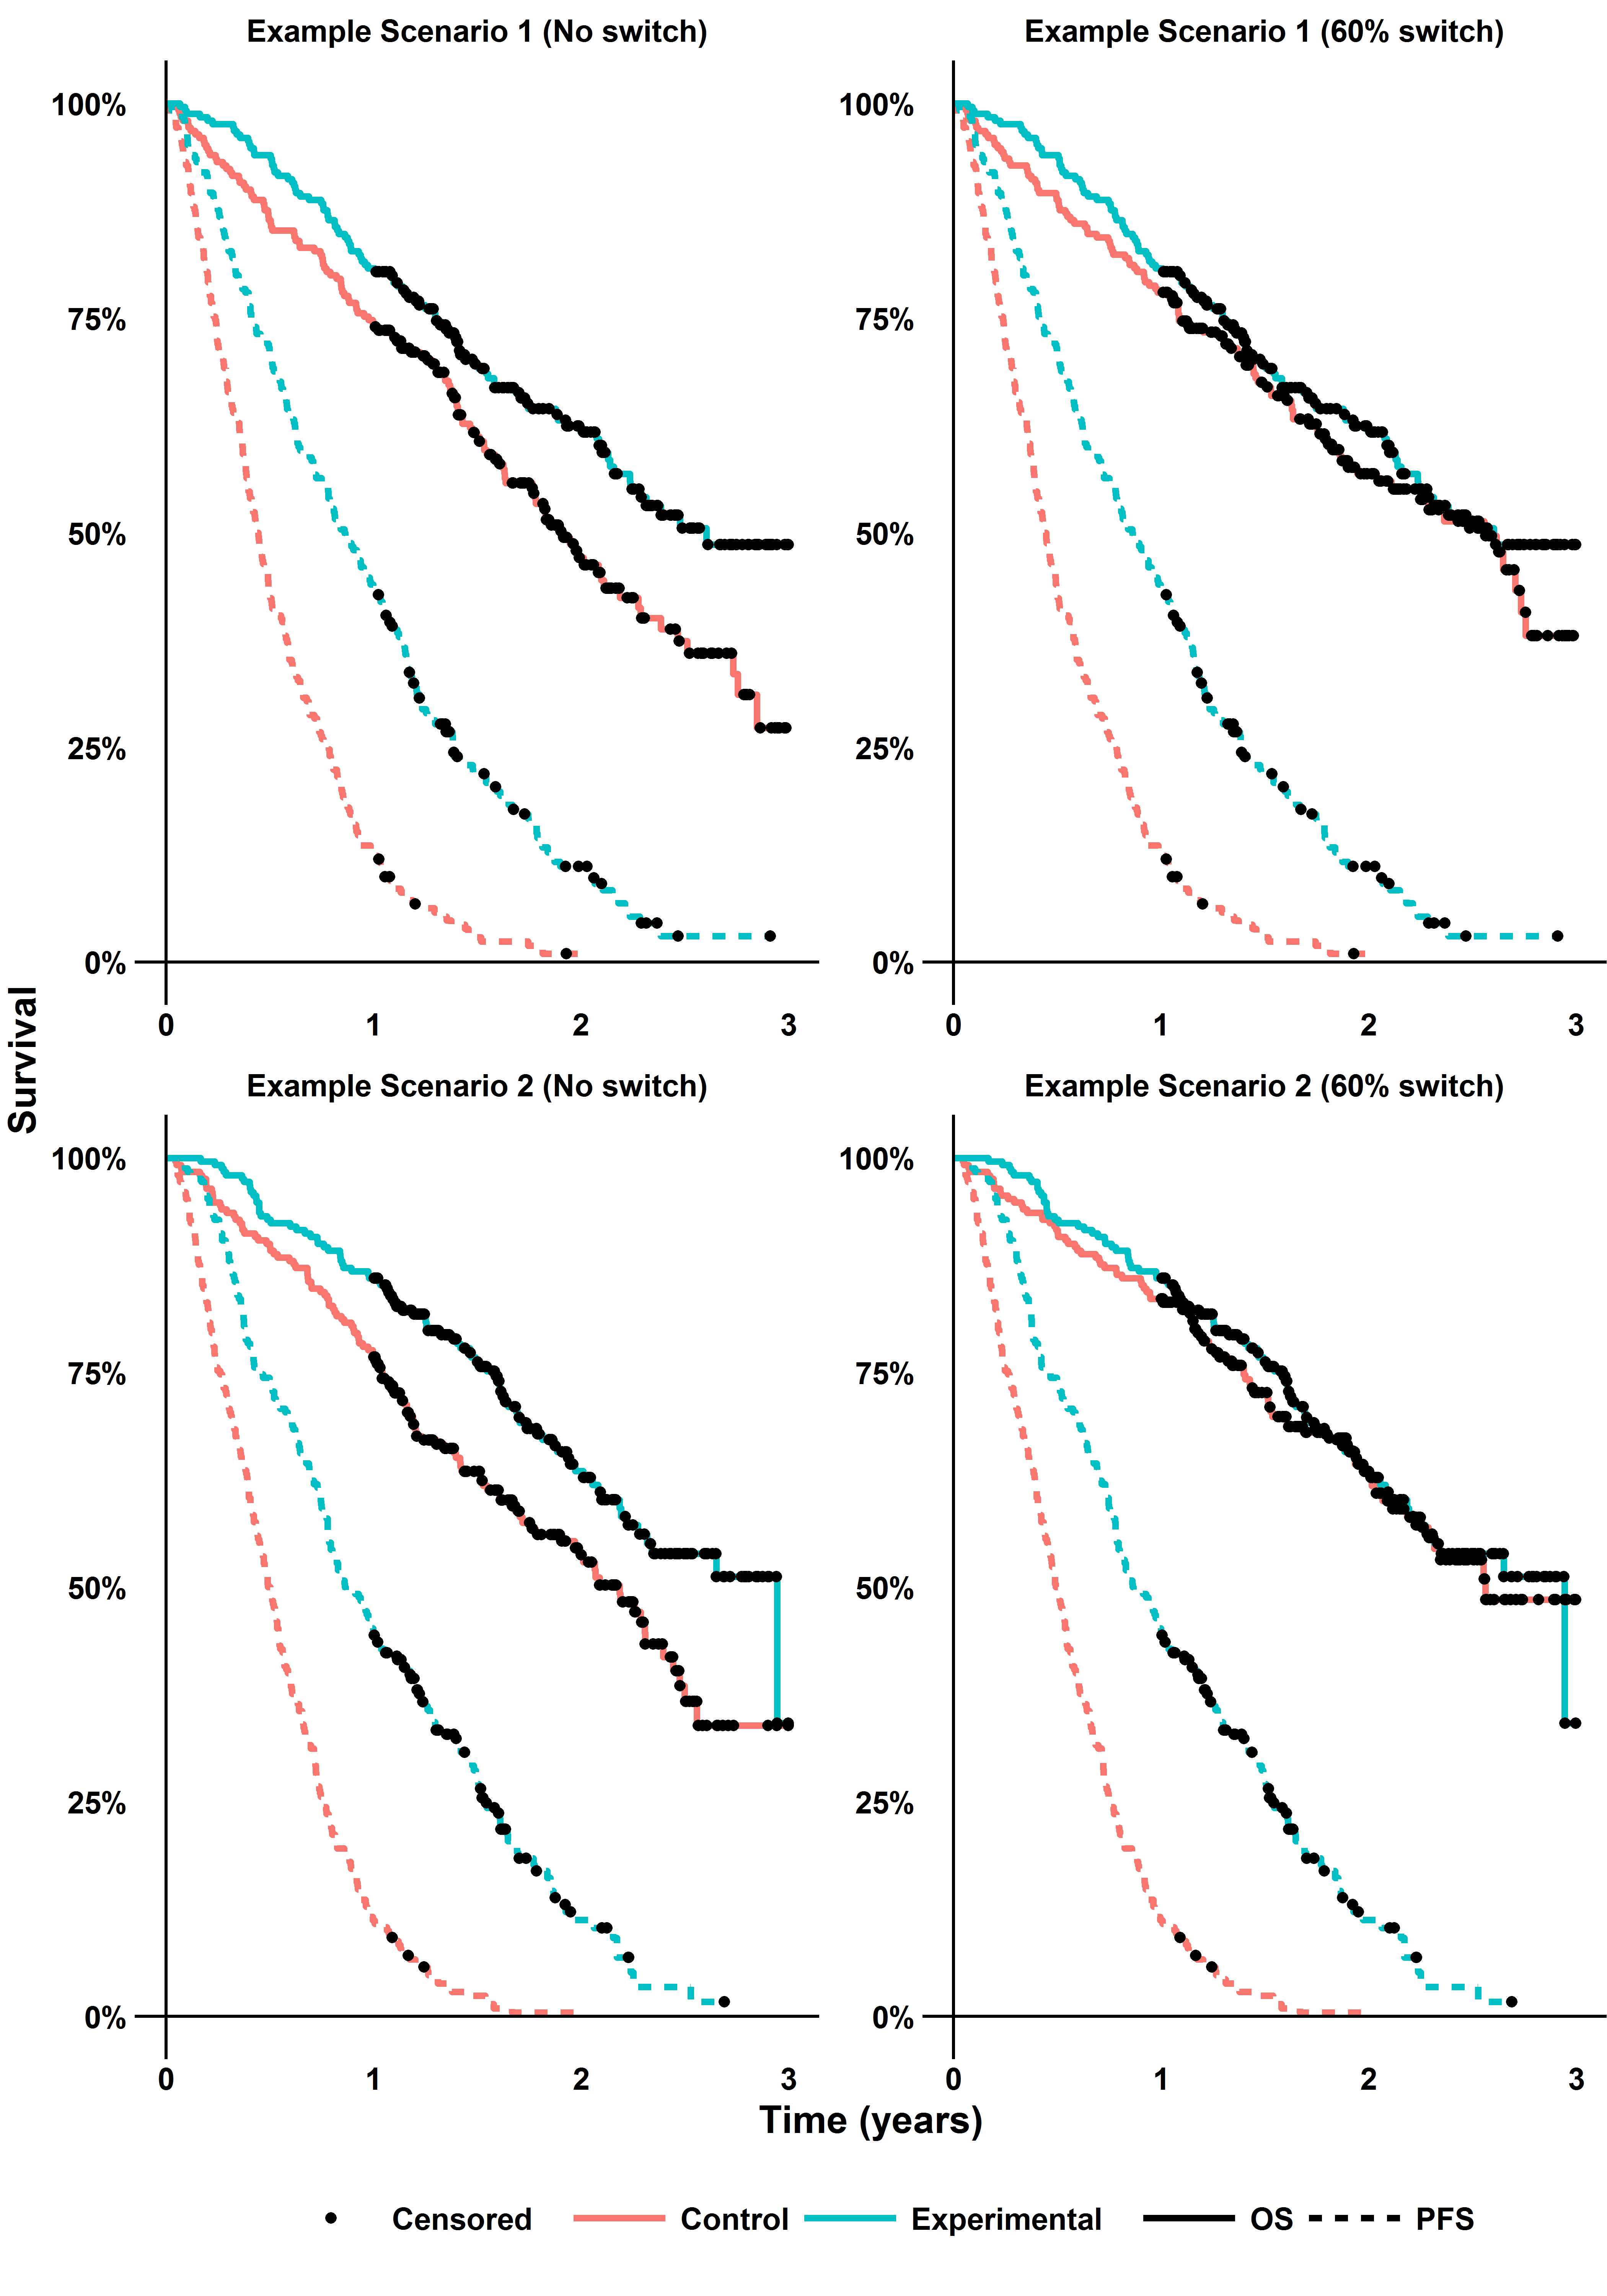 Example Scenario 1 (No switch)
Example Scenario 1 (60% switch)
100%
75%
50%
25%
0%
0 1 2 3
100%
75%
50%
25%
0%
0 1 2 3
Survival
Example Scenario 2 (No switch)
Example Scenario 2 (60% switch)
100%
75%
50%
25%
0%
0 1 2 3
100%
75%
50%
25%
0%
0 1 2 3
Time (years)
Censored Control Experimental OS PFS